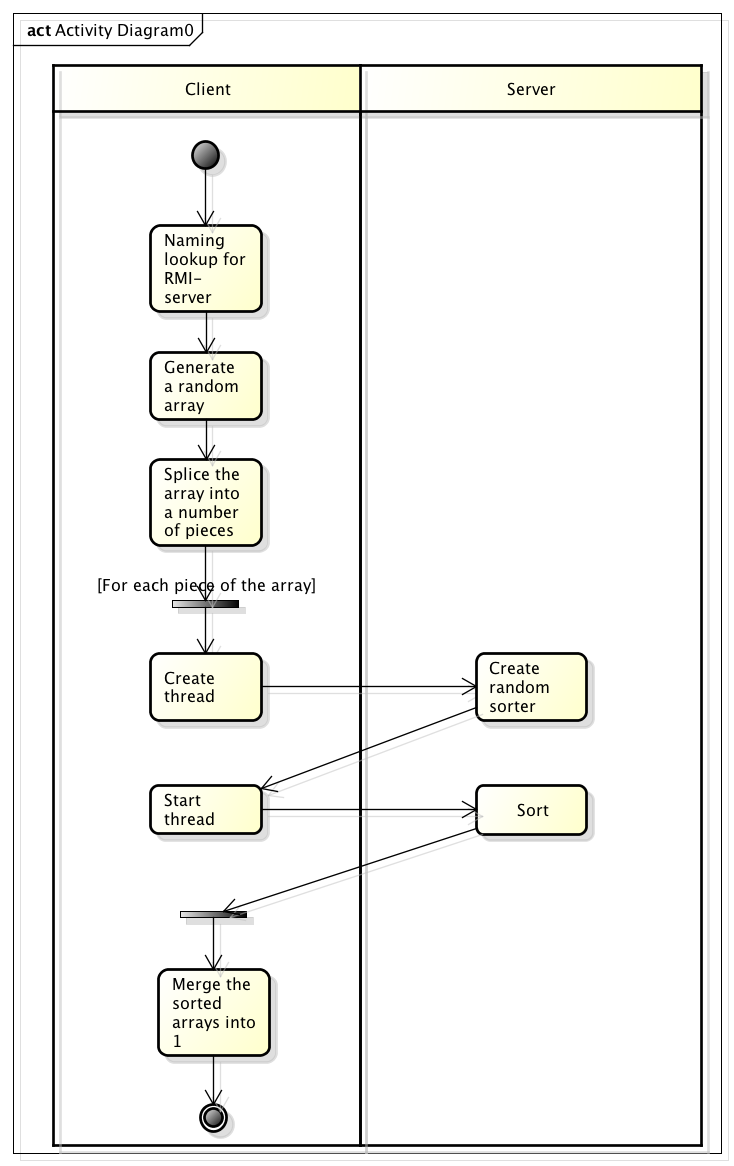 act Activity Diagram0
Client
Server
Naming
lookup for
RMI-
server
Generate
a random
array
Splice the
array into
a number
of pieces
[For each piece of the array]
Create
thread
Create
random
sorter
Start
thread
Sort
Merge the
sorted
arrays into
1